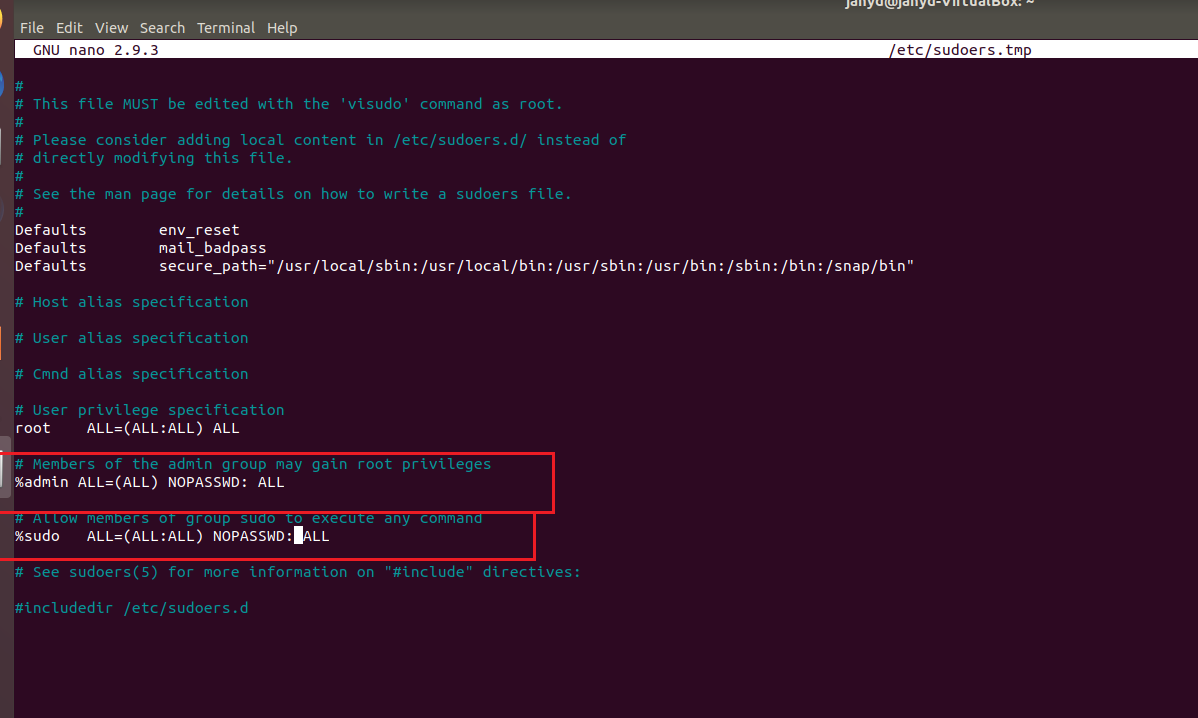 janyd@janyd-VirtualBox: ~
File Edit View Search Terminal Help
GNU nano 2.9.3 /etc/sudoers.tmp
#
# This file MUST be edited with the 'visudo' command as root.
#
# Please consider adding local content in /etc/sudoers.d/ instead of
# directly modifying this file.
#
# See the man page for details on how to write a sudoers file.
#
Defaults env_reset
Defaults mail_badpass
Defaults secure_path="/usr/local/sbin:/usr/local/bin:/usr/sbin:/usr/bin:/sbin:/bin:/snap/bin"
# Host alias specification
# User alias specification
# Cmnd alias specification
# User privilege specification
root ALL=(ALL:ALL) ALL
# Members of the admin group may gain root privileges
%admin ALL=(ALL) NOPASSWD: ALL
# Allow members of group sudo to execute any command
%sudo ALL=(ALL:ALL) NOPASSWD: ALL
# See sudoers(5) for more information on "#include" directives:
#includedir /etc/sudoers.d